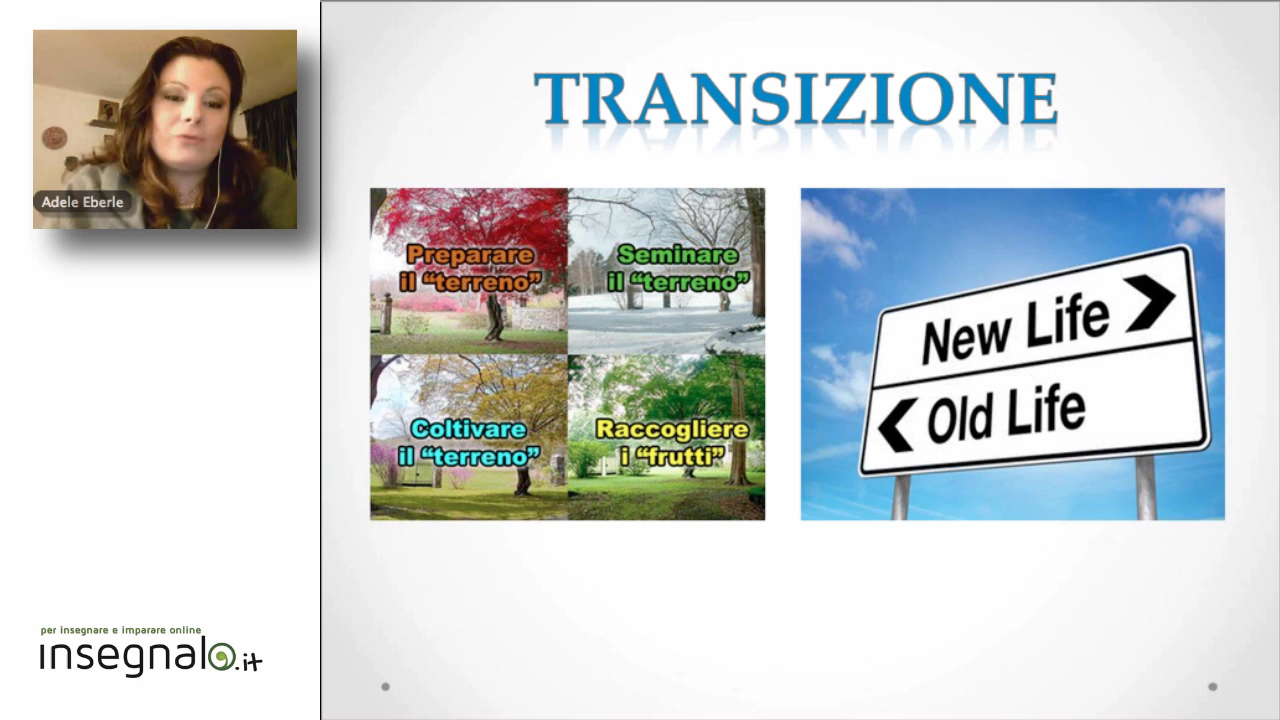 Adele Eberle
TRANSIZIONE
Preparare
il “terreno”
Seminare
il “terreno”
Coltivare
il “terreno”
Raccogliere
i “frutti”
New Life
Old Life
per insegnare e imparare online
insegnalo.it